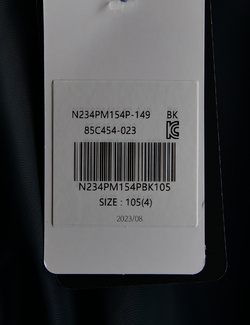 N234PM154P-149 BK
85C454-023
N234PM154PBK105
SIZE : 105(4)
2023/08